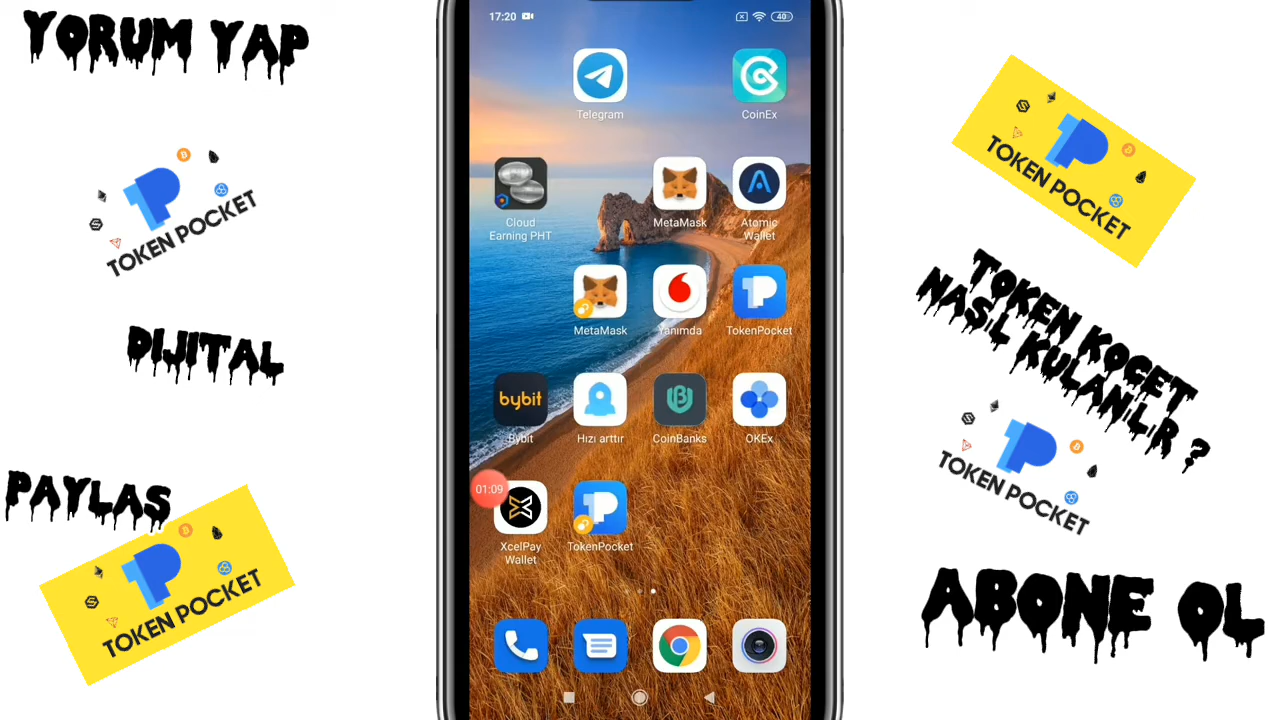 YORUM YAP
TOKEN POCKET
DIJITAL
PAYLAS
TOKEN POCKET
17:20
40
Telegram
CoinEx
Cloud
Earning PHT
MetaMask
Atomic
Wallet
MetaMask
Yanımda
TokenPocket
bybit
Bybit
Hızı arttır
CoinBanks
OKEx
01:09
XcelPay
Wallet
TokenPocket
TOKEN POCKET
TOKEN KOCET
NASıL KULANıLıR ?
TOKEN POCKET
ABONE OL